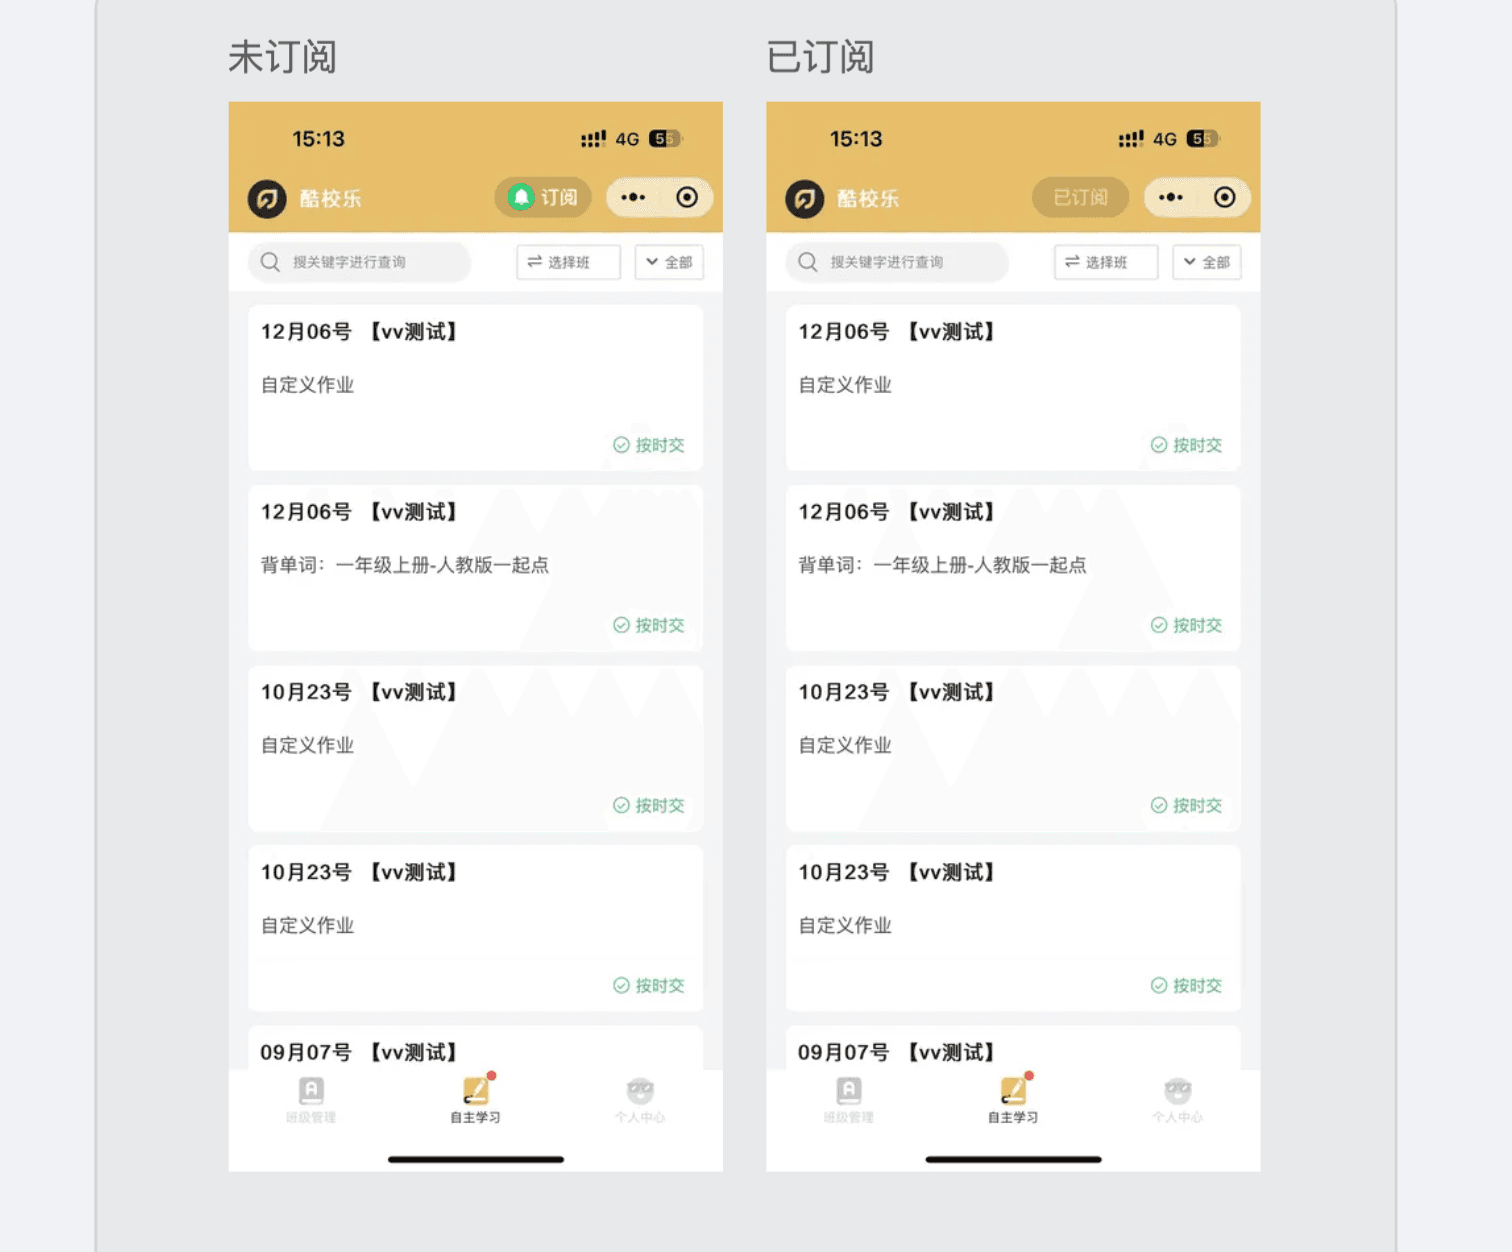 未订阅
15:13 4G 55
酷校乐 订阅
搜关键字进行查询 选择班 全部
12月06号 【vv测试】
自定义作业
按时交
12月06号 【vv测试】
背单词：一年级上册-人教版一起点
按时交
10月23号 【vv测试】
自定义作业
按时交
10月23号 【vv测试】
自定义作业
按时交
09月07号 【vv测试】
班级管理 自主学习 个人中心
已订阅
15:13 4G 55
酷校乐 已订阅
搜关键字进行查询 选择班 全部
12月06号 【vv测试】
自定义作业
按时交
12月06号 【vv测试】
背单词：一年级上册-人教版一起点
按时交
10月23号 【vv测试】
自定义作业
按时交
10月23号 【vv测试】
自定义作业
按时交
09月07号 【vv测试】
班级管理 自主学习 个人中心